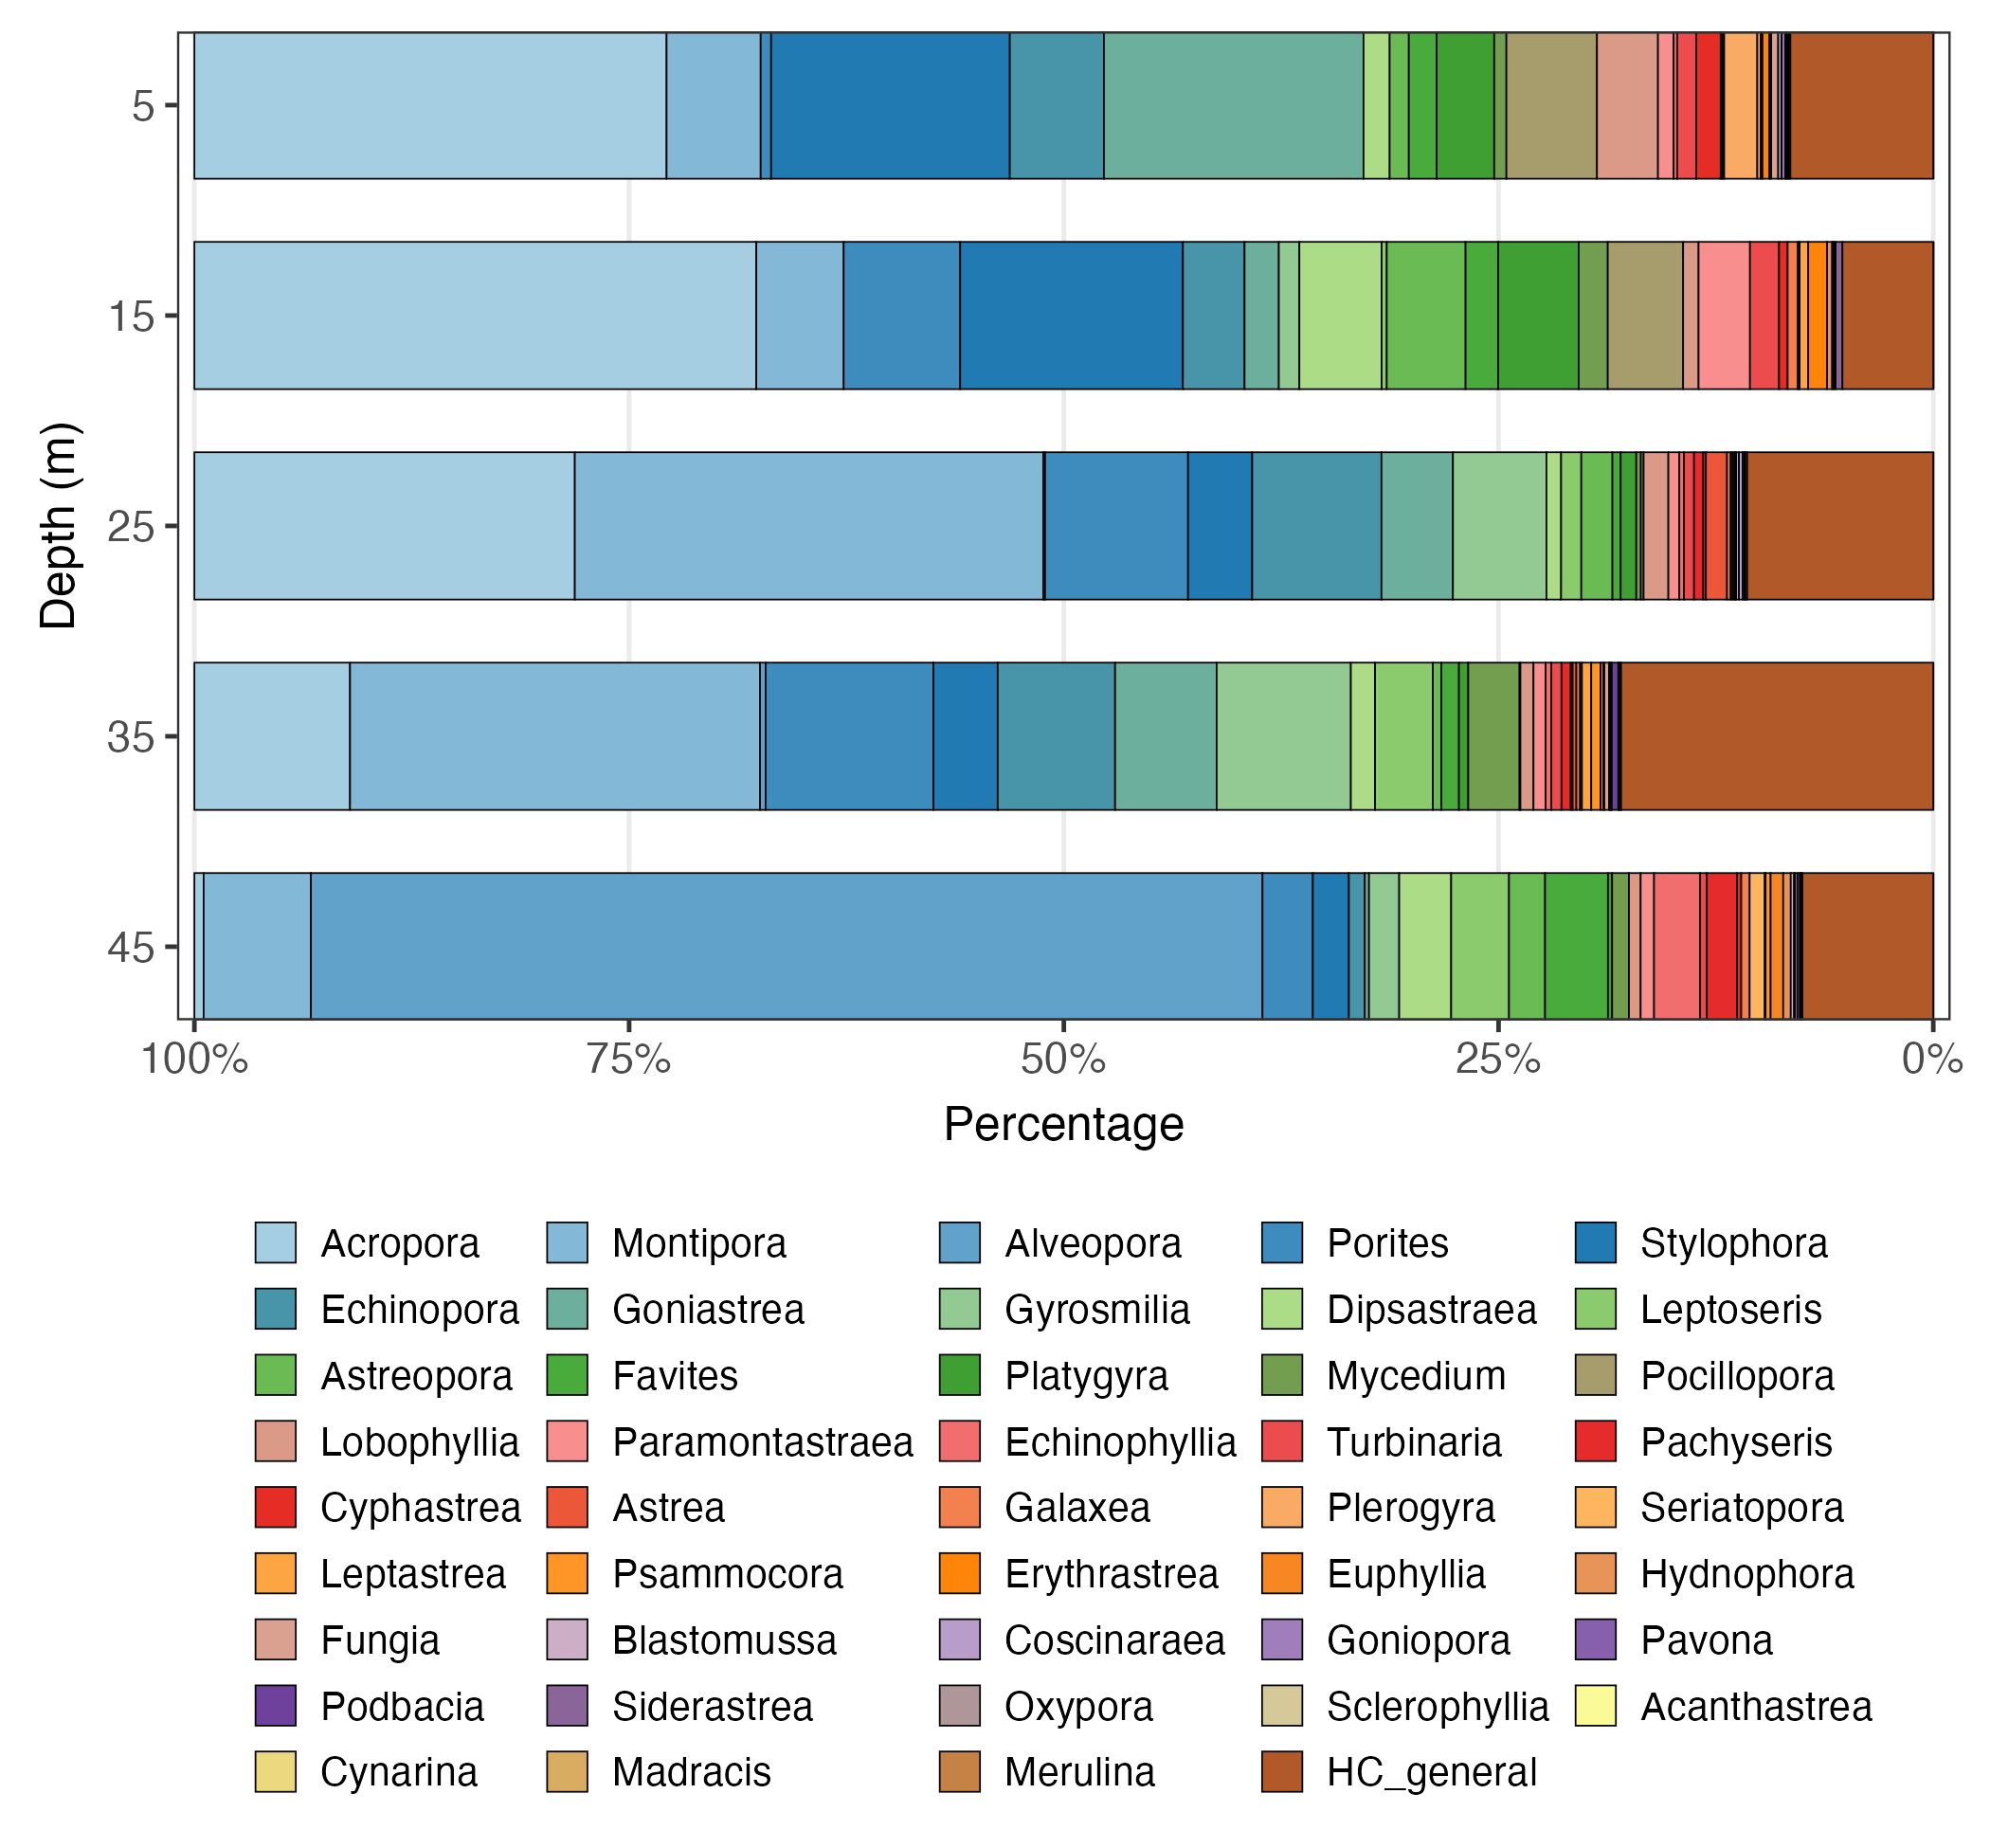 5
15
25
35
45
Depth (m)
100% 75% 50% 25% 0%
Percentage
Acropora Montipora Alveopora Porites Stylophora
Echinopora Goniastrea Gyrosmilia Dipsastraea Leptoseris
Astreopora Favites Platygyra Mycedium Pocillopora
Lobophyllia Paramontastraea Echinophyllia Turbinaria Pachyseris
Cyphastrea Astrea Galaxea Plerogyra Seriatopora
Leptastrea Psammocora Erythrastrea Euphyllia Hydnophora
Fungia Blastomussa Coscinaraea Goniopora Pavona
Podbacia Siderastrea Oxypora Sclerophyllia Acanthastrea
Cynarina Madracis Merulina HC_general